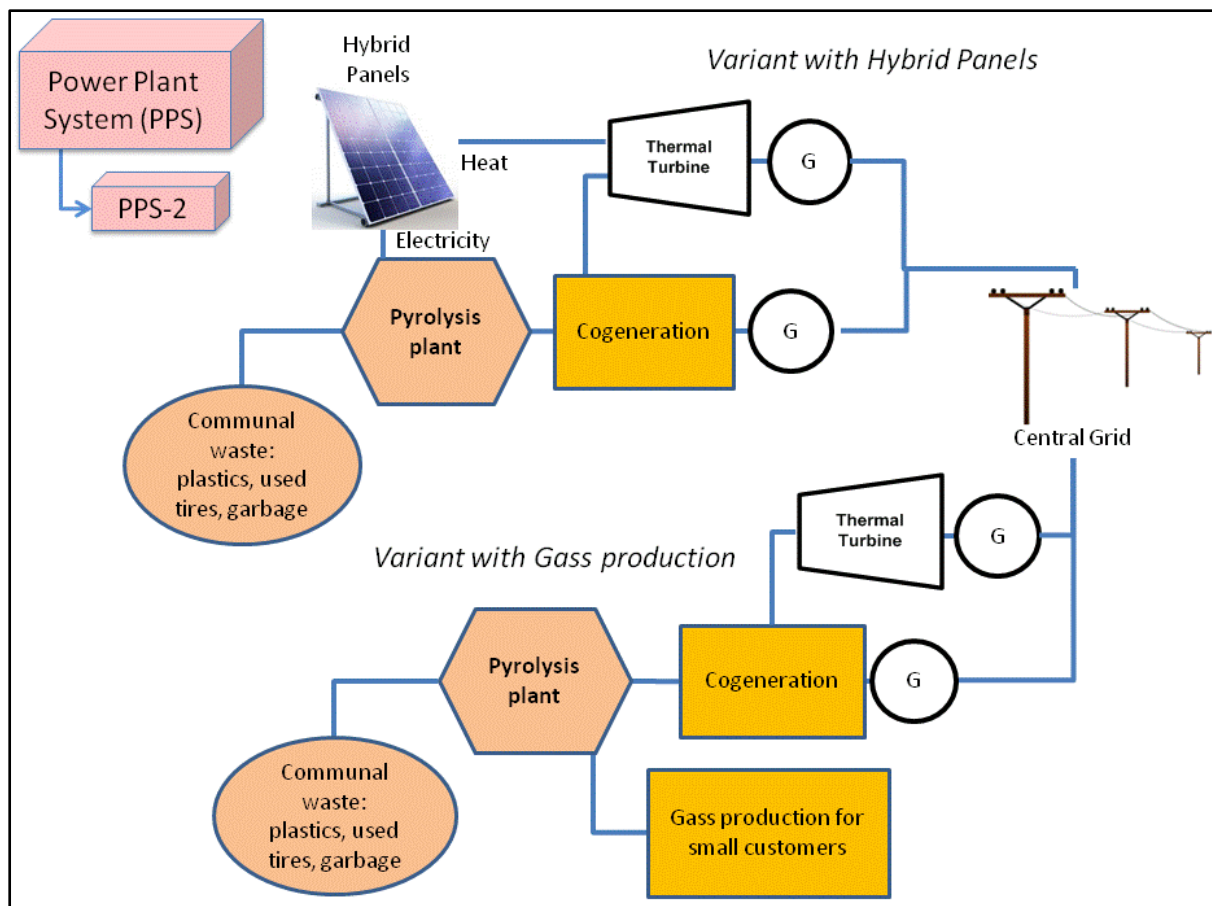 Power Plant
System (PPS)
PPS-2
Hybrid
Panels
Variant with Hybrid Panels
Heat
Thermal
Turbine
G
Electricity
Pyrolysis
plant
Cogeneration
G
Communal
waste:
plastics, used
tires, garbage
Central Grid
Variant with Gass production
Thermal
Turbine
G
Pyrolysis
plant
Cogeneration
G
Communal
waste:
plastics, used
tires, garbage
Gass production for
small customers